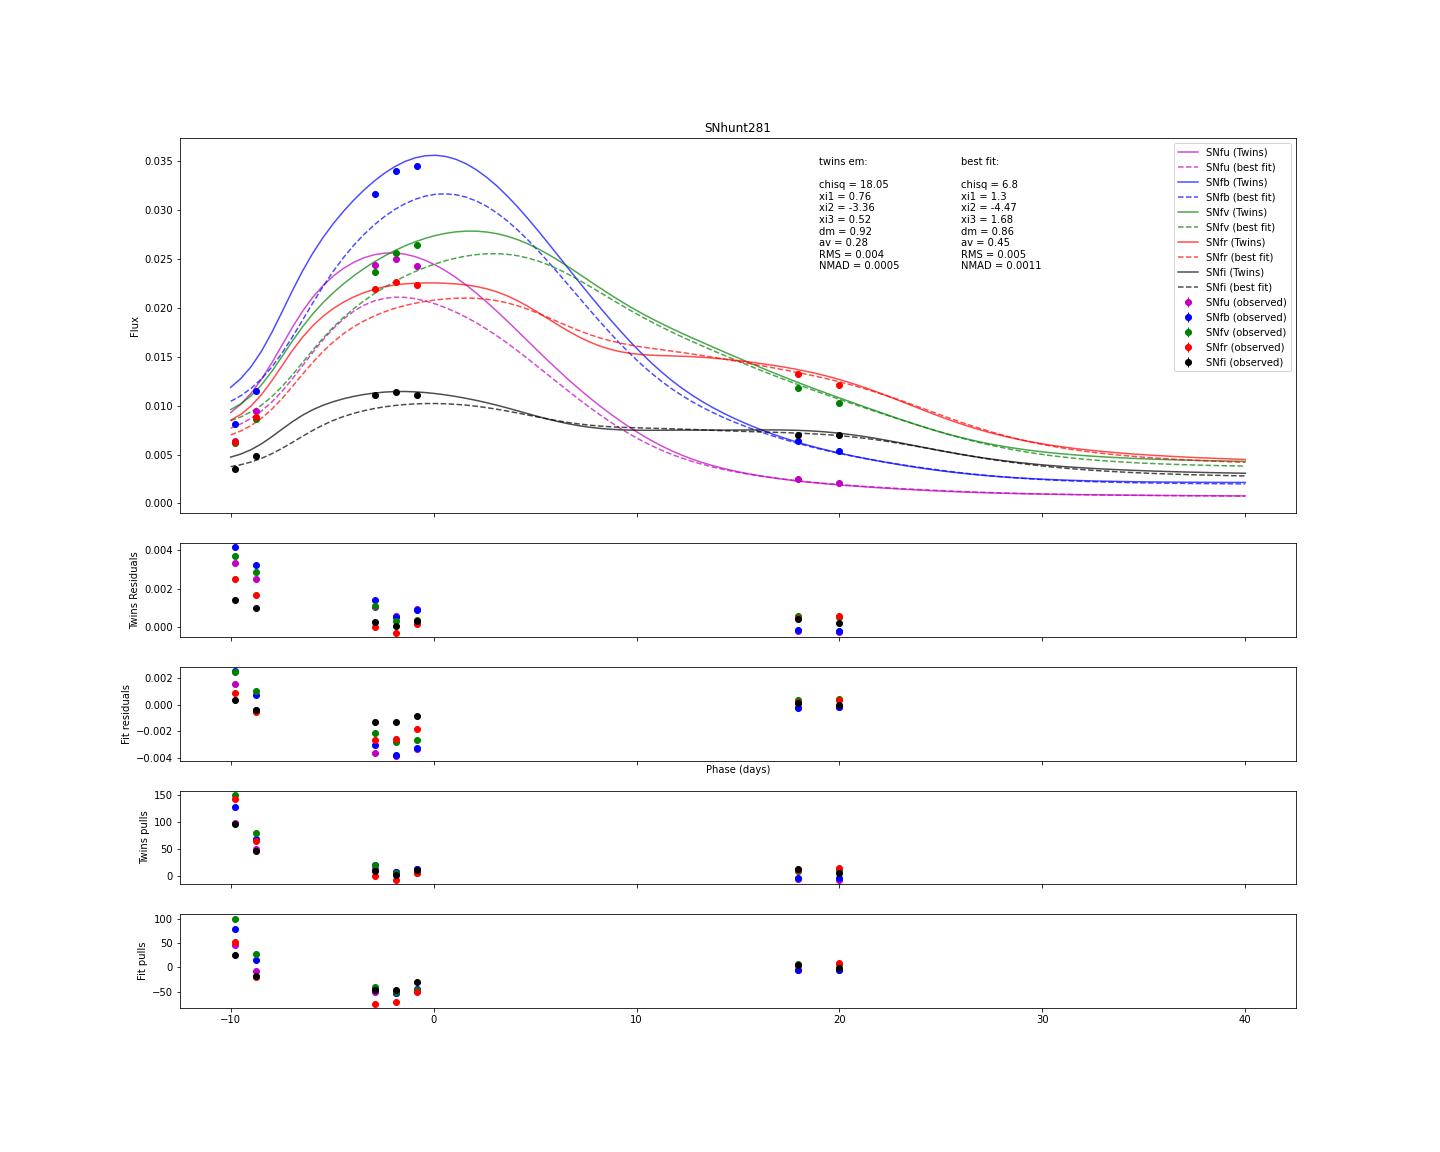 SNhunt281
Flux
0.035
0.030
0.025
0.020
0.015
0.010
0.005
0.000
twins em:
chisq = 18.05
xi1 = 0.76
xi2 = -3.36
xi3 = 0.52
dm = 0.92
av = 0.28
RMS = 0.004
NMAD = 0.0005
best fit:
chisq = 6.8
xi1 = 1.3
xi2 = -4.47
xi3 = 1.68
dm = 0.86
av = 0.45
RMS = 0.005
NMAD = 0.0011
SNfu (Twins)
SNfu (best fit)
SNfb (Twins)
SNfb (best fit)
SNfv (Twins)
SNfv (best fit)
SNfr (Twins)
SNfr (best fit)
SNfi (Twins)
SNfi (best fit)
SNfu (observed)
SNfb (observed)
SNfv (observed)
SNfr (observed)
SNfi (observed)
Twins Residuals
0.004
0.002
0.000
Fit residuals
0.002
0.000
−0.002
−0.004
Phase (days)
Twins pulls
150
100
50
0
Fit pulls
100
50
0
−50
−10
0
10
20
30
40